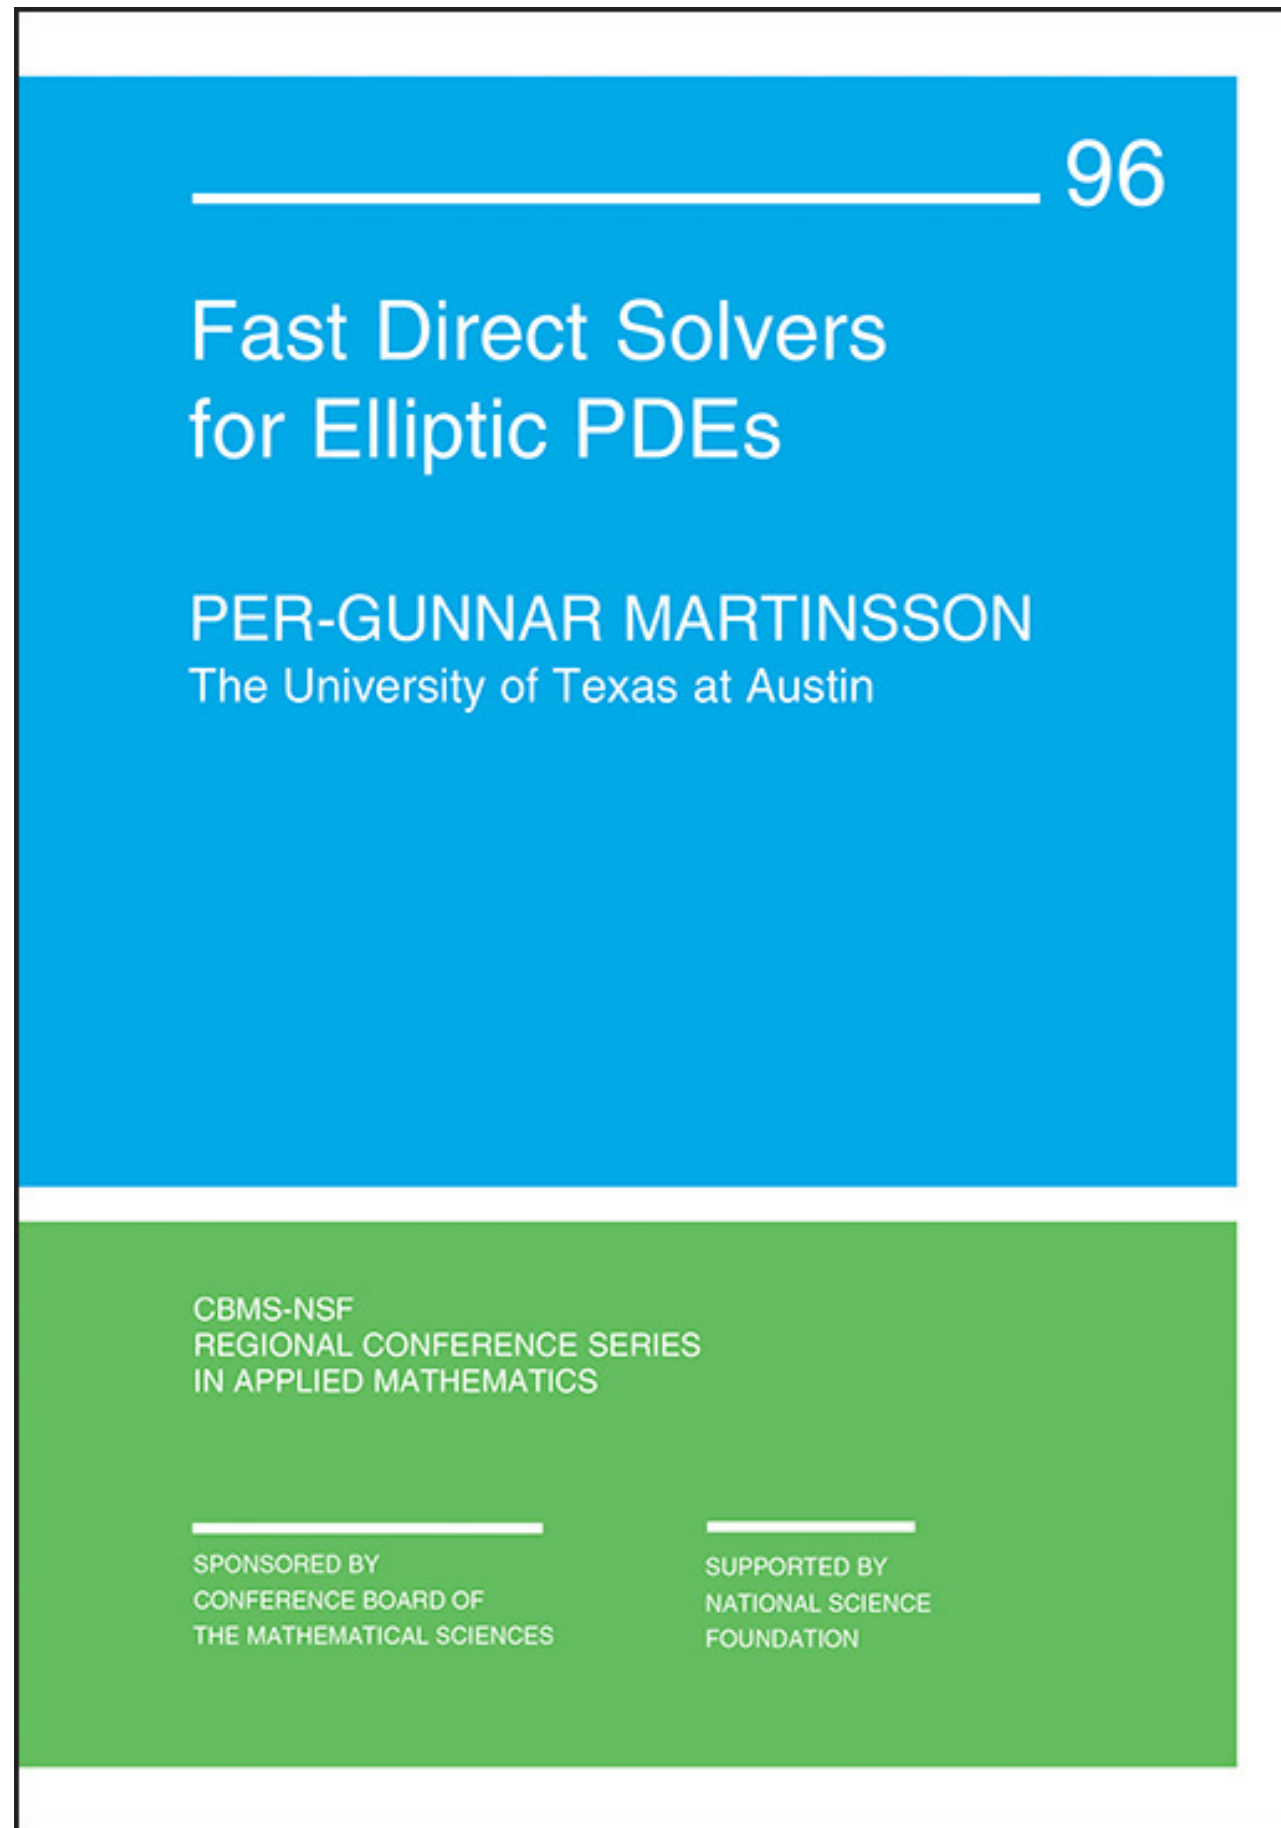 96
Fast Direct Solvers
for Elliptic PDEs
PER-GUNNAR MARTINSSON
The University of Texas at Austin
CBMS-NSF
REGIONAL CONFERENCE SERIES
IN APPLIED MATHEMATICS
SPONSORED BY
CONFERENCE BOARD OF
THE MATHEMATICAL SCIENCES
SUPPORTED BY
NATIONAL SCIENCE
FOUNDATION